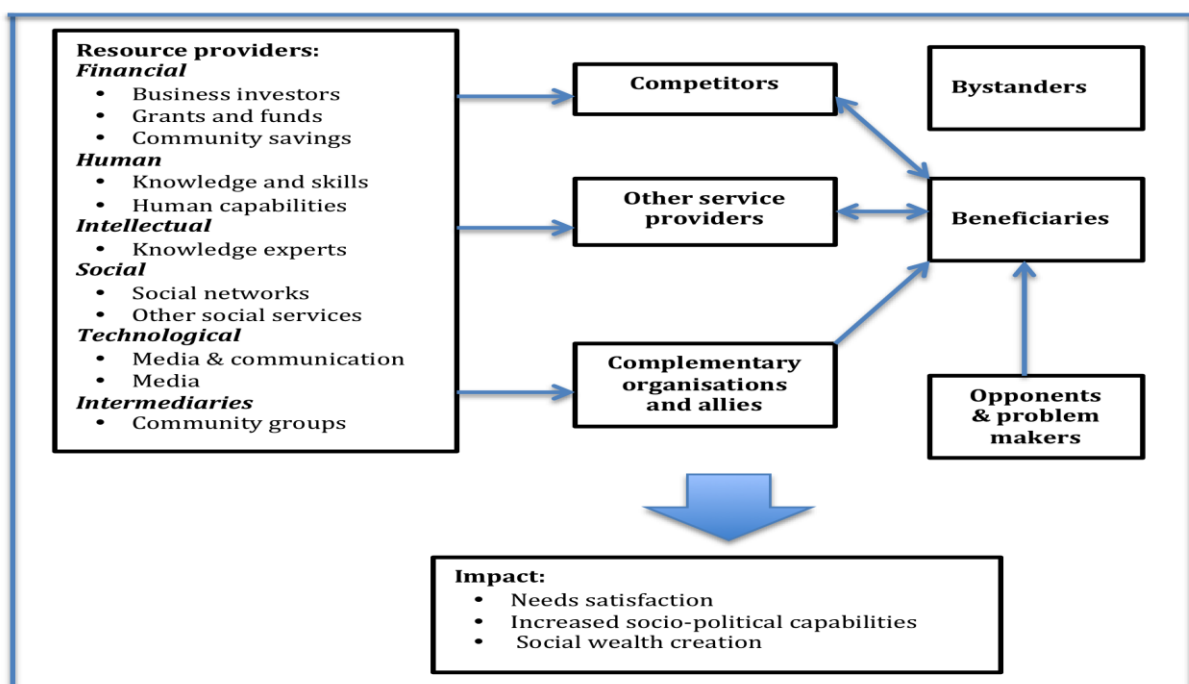 Resource providers:
Financial
• Business investors
• Grants and funds
• Community savings
Human
• Knowledge and skills
• Human capabilities
Intellectual
• Knowledge experts
Social
• Social networks
• Other social services
Technological
• Media & communication
• Media
Intermediaries
• Community groups
Competitors
Other service
providers
Complementary
organisations
and allies
Bystanders
Beneficiaries
Opponents
& problem
makers
Impact:
• Needs satisfaction
• Increased socio-political capabilities
• Social wealth creation